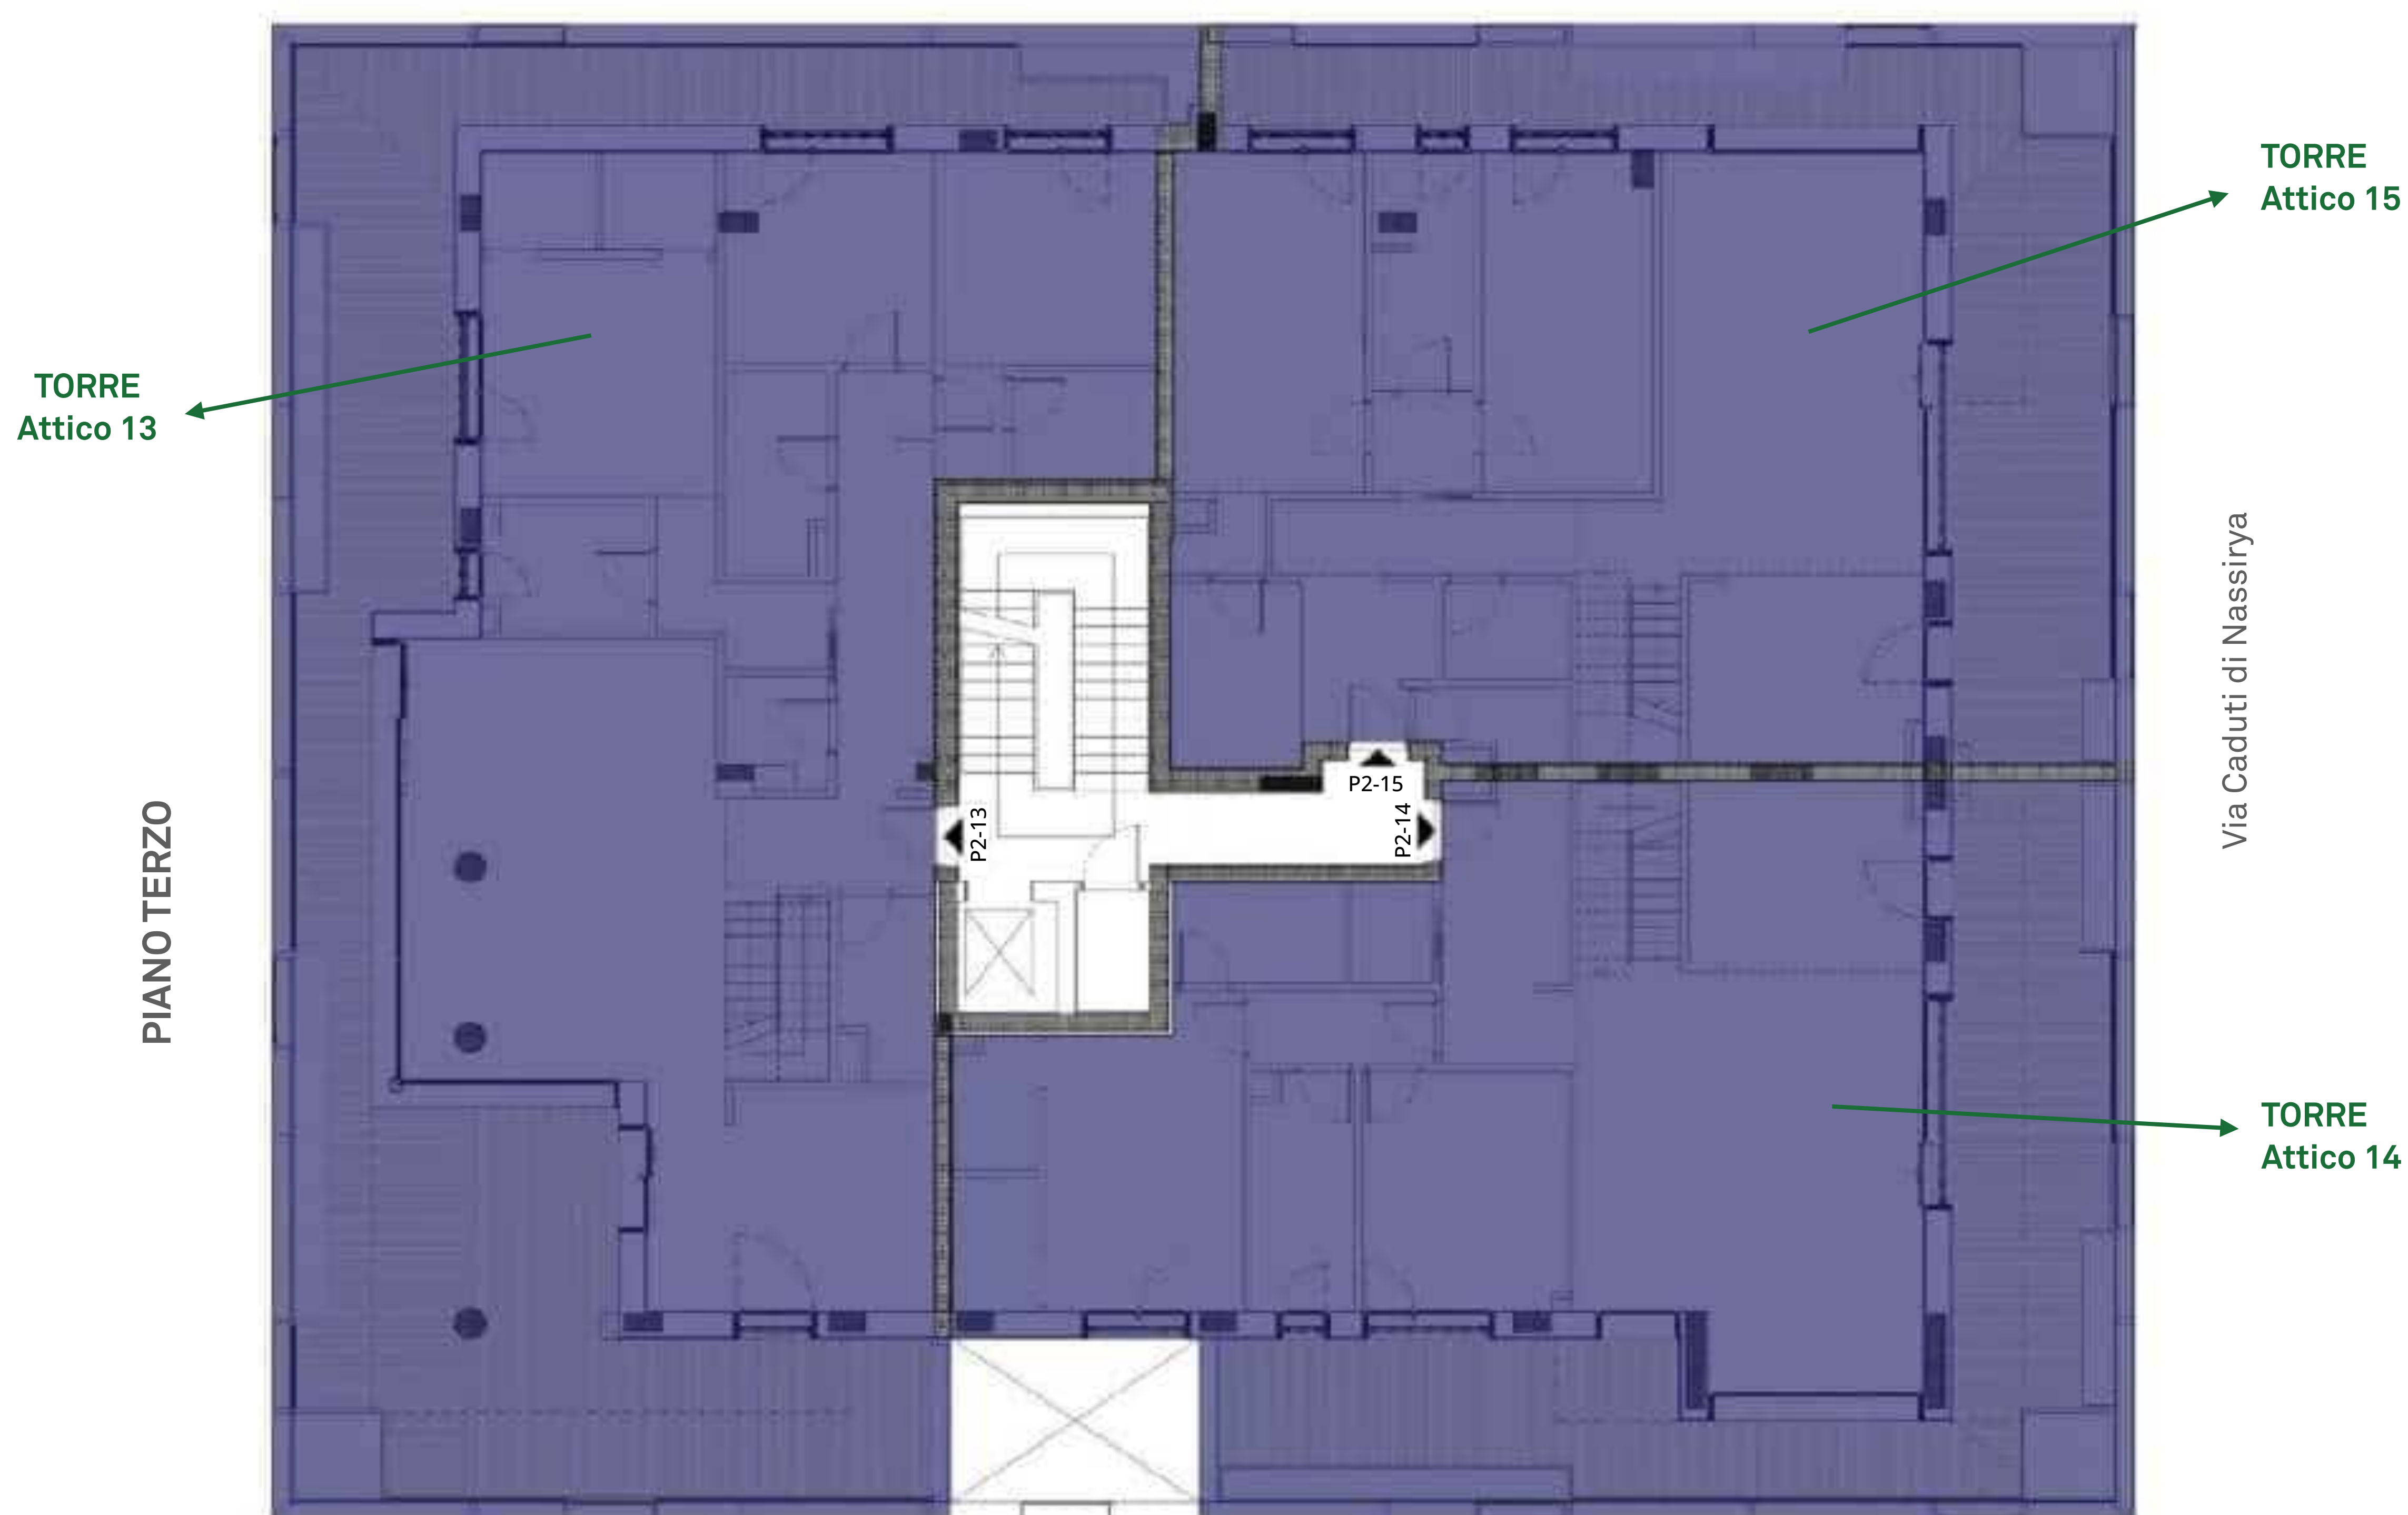 TORRE
Attico 15
TORRE
Attico 13
Via Caduti di Nassirya
P2-15
P2-14
P2-13
PIANO TERZO
TORRE
Attico 14